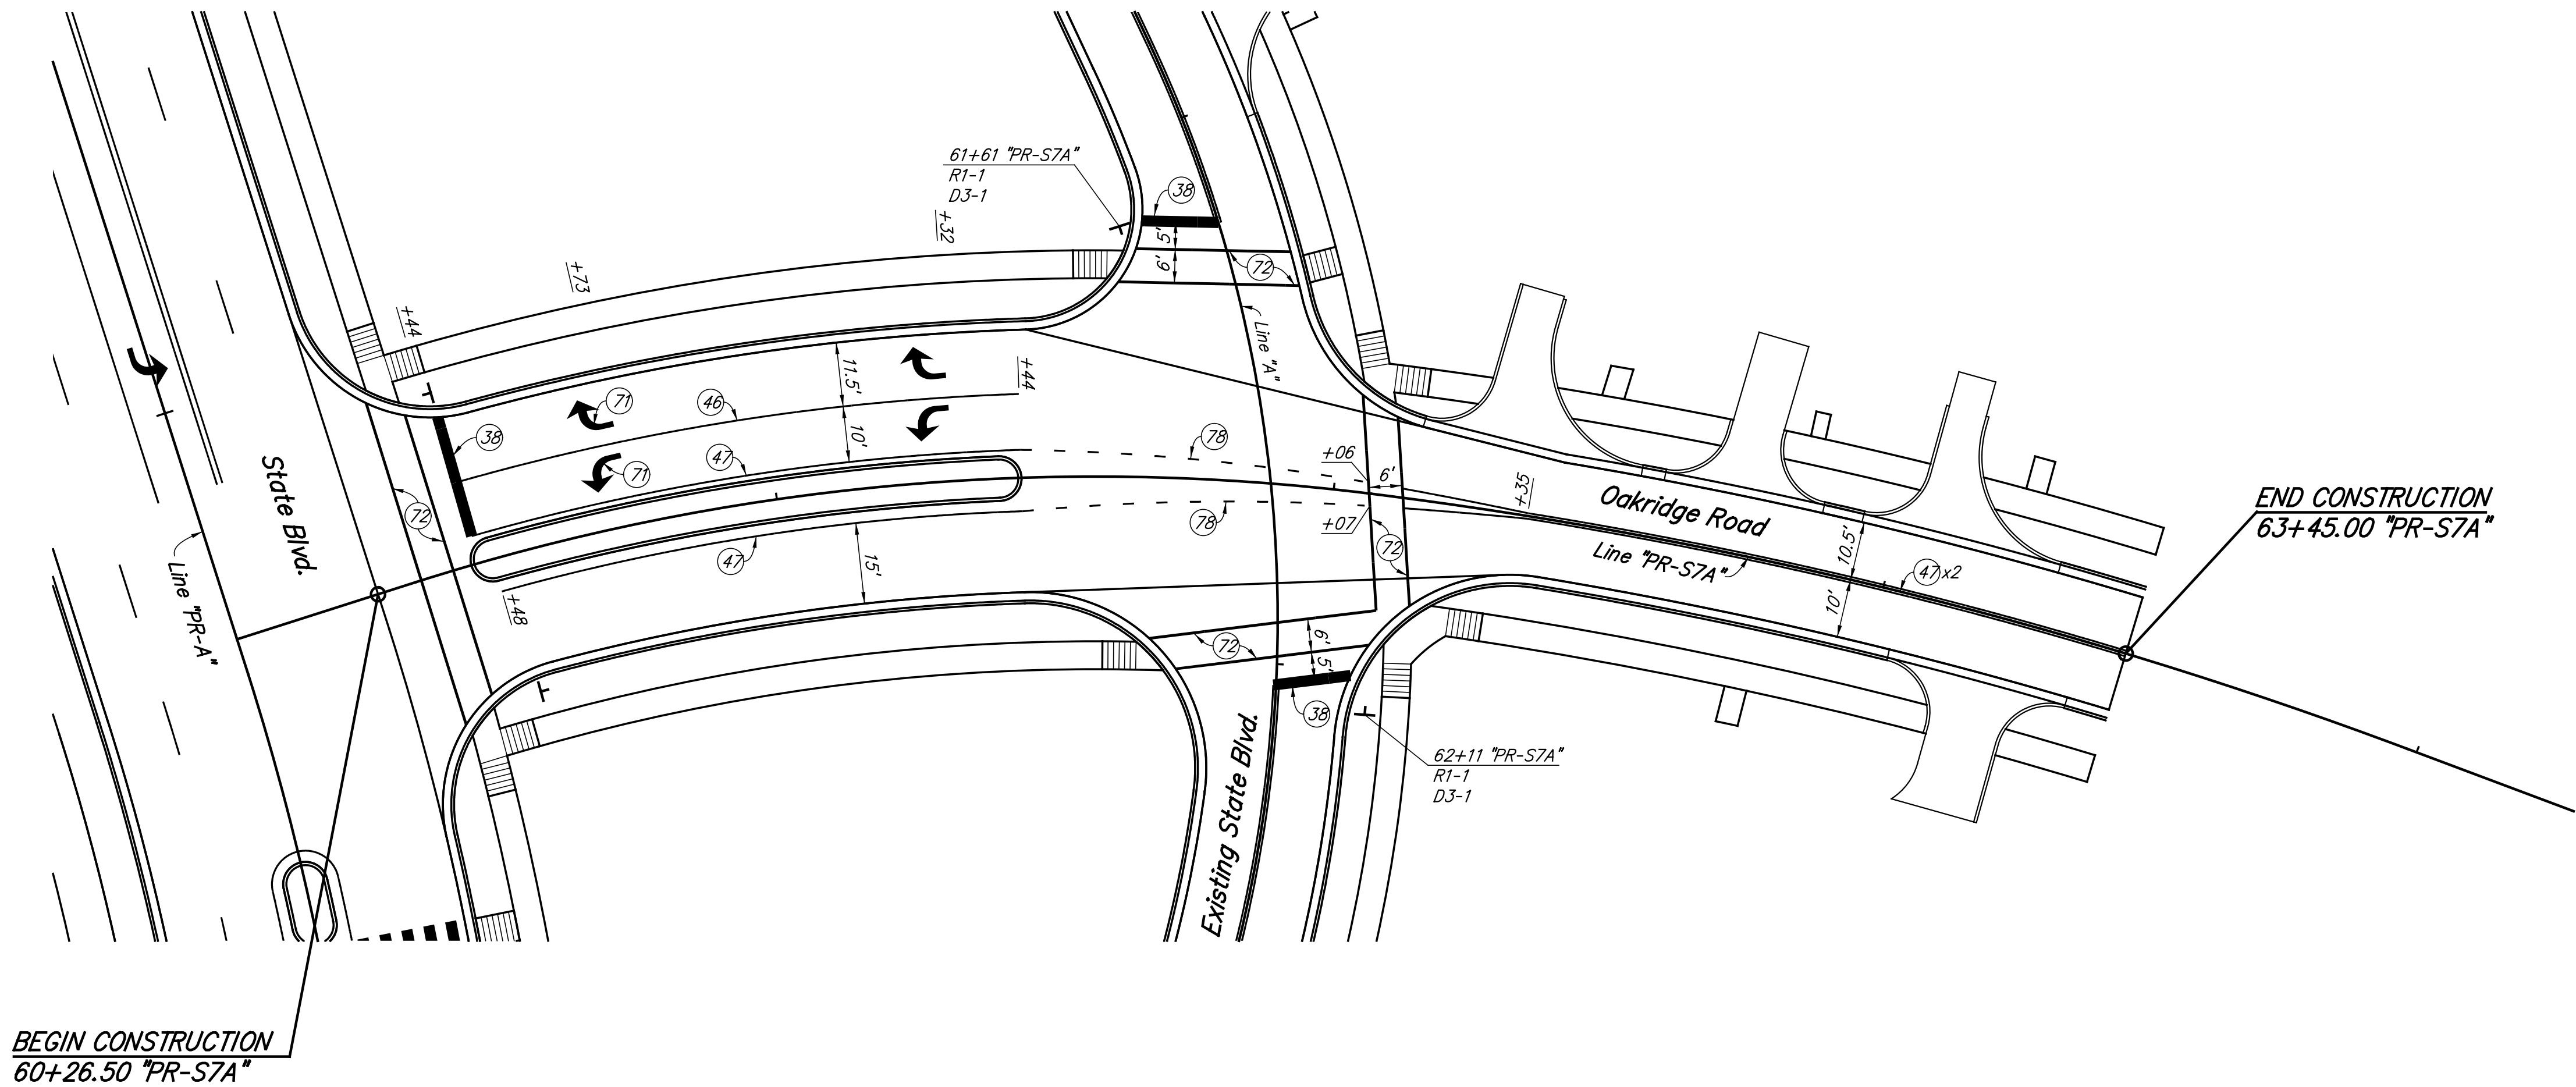 61+61 "PR-S7A"
R1-1
D3-1
38
+32
5'
6'
72
+73
+44
Line "A"
11.5'
+44
71
46
10'
38
78
+06
6'
47
71
+35
Oakridge Road
END CONSTRUCTION
63+45.00 "PR-S7A"
State Blvd.
72
78
+07
72
10.5'
Line "PR-S7A"
47 x2
47
15'
Line "PR-A"
+48
10'
6'
72
5'
38
Existing State Blvd.
62+11 "PR-S7A"
R1-1
D3-1
BEGIN CONSTRUCTION
60+26.50 "PR-S7A"